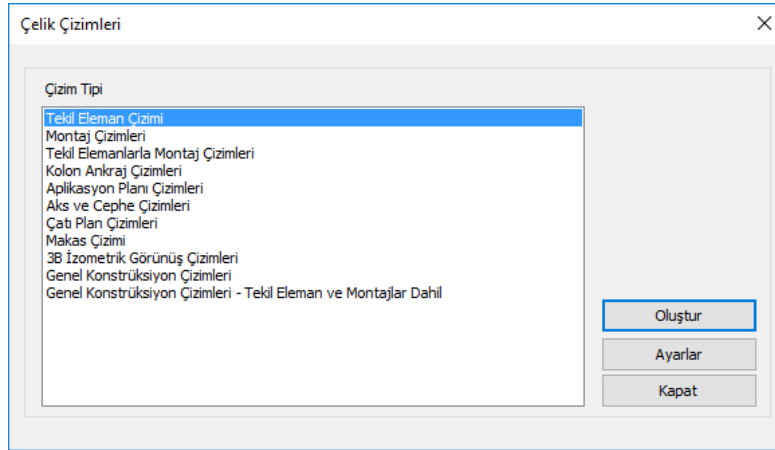 Çelik Çizimleri
Çizim Tipi
Tekil Eleman Çizimi
Montaj Çizimleri
Tekil Elemanlarla Montaj Çizimleri
Kolon Ankraj Çizimleri
Aplikasyon Planı Çizimleri
Aks ve Cephe Çizimleri
Çatı Plan Çizimleri
Makas Çizimi
3B İzometrik Görünüş Çizimleri
Genel Konstrüksiyon Çizimleri
Genel Konstrüksiyon Çizimleri - Tekil Eleman ve Montajlar Dahil
Oluştur
Ayarlar
Kapat